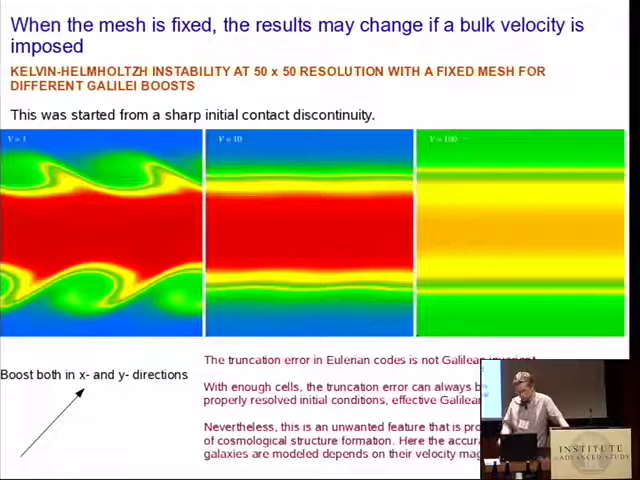 When the mesh is fixed, the results may change if a bulk velocity is
imposed
KELVIN-HELMHOLTZH INSTABILITY AT 50 x 50 RESOLUTION WITH A FIXED MESH FOR
DIFFERENT GALILEI BOOSTS
This was started from a sharp initial contact discontinuity.
V = 1
V = 10
V = 100
Boost both in x- and y- directions
The truncation error in Eulerian codes is not Galilean invariant.
With enough cells, the truncation error can always
properly resolved initial conditions, effective
Nevertheless, this is an unwanted feature that is
of cosmological structure formation. Here the
galaxies are modeled depends on their velocity
INSTITUTE
ADVANCED STUDY